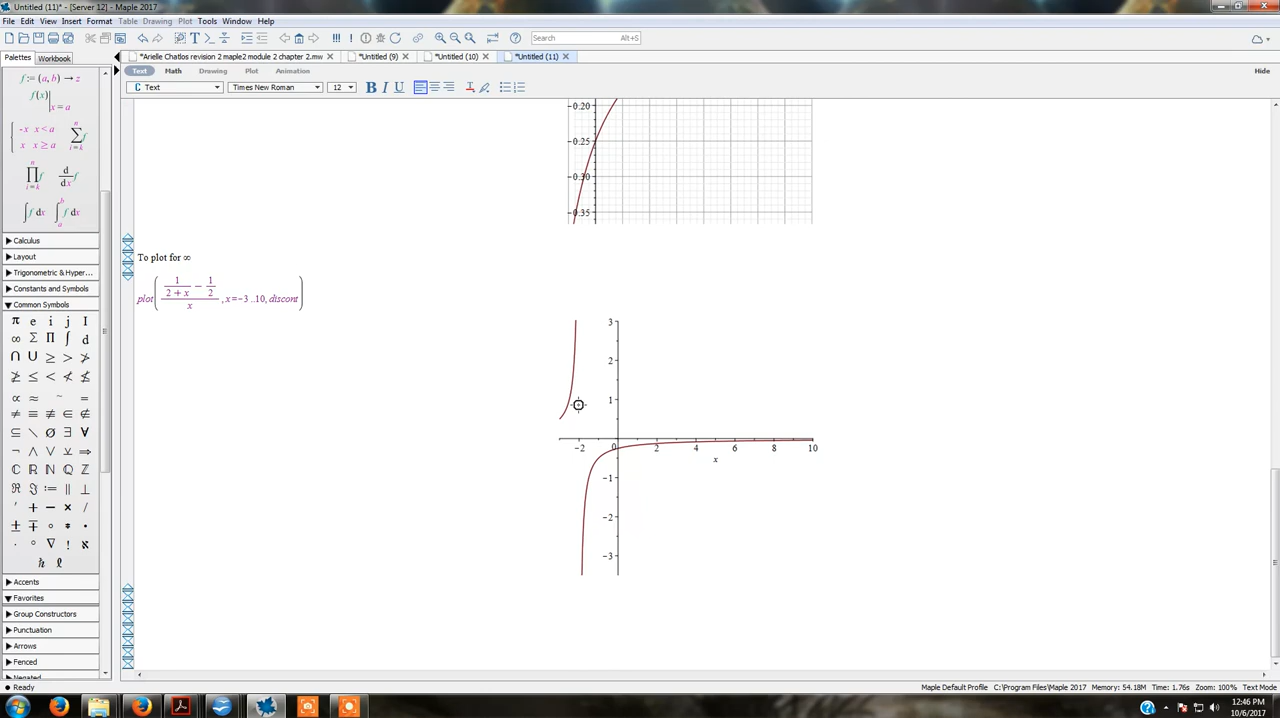 Untitled (11)* - [Server 12] - Maple 2017
File Edit View Insert Format Table Drawing Plot Tools Window Help
Search Alt+S
Palettes Workbook
*Arielle Chatlos revision 2 maple2 module 2 chapter 2.mw *Untitled (9) *Untitled (10) *Untitled (11)
Text Math Drawing Plot Animation Hide
C Text Times New Roman 12 B I U
f := (a, b) → z
f(x)|
x = a
-x x < a
x x ≥ a
n ∑ f i = k
n ∏ f i = k
d/dx f
∫ f dx ∫ b a f dx
Calculus
Layout
Trigonometric & Hyper...
Constants and Symbols
Common Symbols
π e i j I
∞ Σ Π ∫ d
∩ ∪ ≥ > ≯
≱ ≤ < ≮ ≰
∝ ≈ ~ =
≠ ≡ ≢ ∈ ∉
⊆ \ ∅ ∃ ∀
¬ ∧ ∨ ⊻ ⇒
ℂ ℕ ℚ ℝ ℤ
ℜ ℑ := ∥ ⊥
′ + − × /
± ∓ ∘ * ·
. ° ∇ ! ℵ
ℏ ℓ
Accents
Favorites
Group Constructors
Punctuation
Arrows
Fenced
Negated
-0.20
-0.25
-0.30
-0.35
To plot for ∞
plot( (1/(2 + x) − 1/2)/x , x=−3 ..10, discont )
3
2
1
-2 0 2 4 6 8 10
x
-1
-2
-3
Ready Maple Default Profile C:\Program Files\Maple 2017 Memory: 54.18M Time: 1.76s Zoom: 100% Text Mode
12:46 PM
10/6/2017